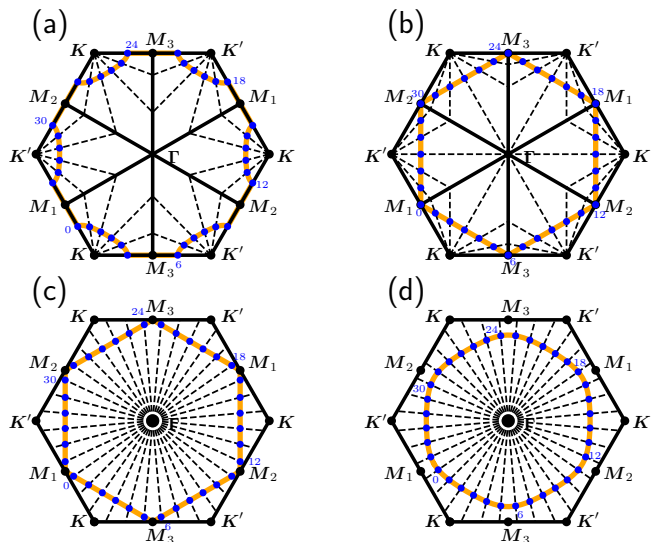 (a)
K 24 M3 K′
18
M2 M1
30
K′ Γ K
12
M1 M2
0
K M3 6 K′
(b)
K 24 M3 K′
30 18
M2 M1
K′ Γ K
M1 M2
0 12
K 6 K′
M3
(c)
K 24 M3 K′
18
M2 M1
30
K′ Γ K
M1 12 M2
0
K 6 K′
M3
(d)
K M3 K′
24
M2 18 M1
30
K′ Γ K
M1 12 M2
0
K 6 K′
M3